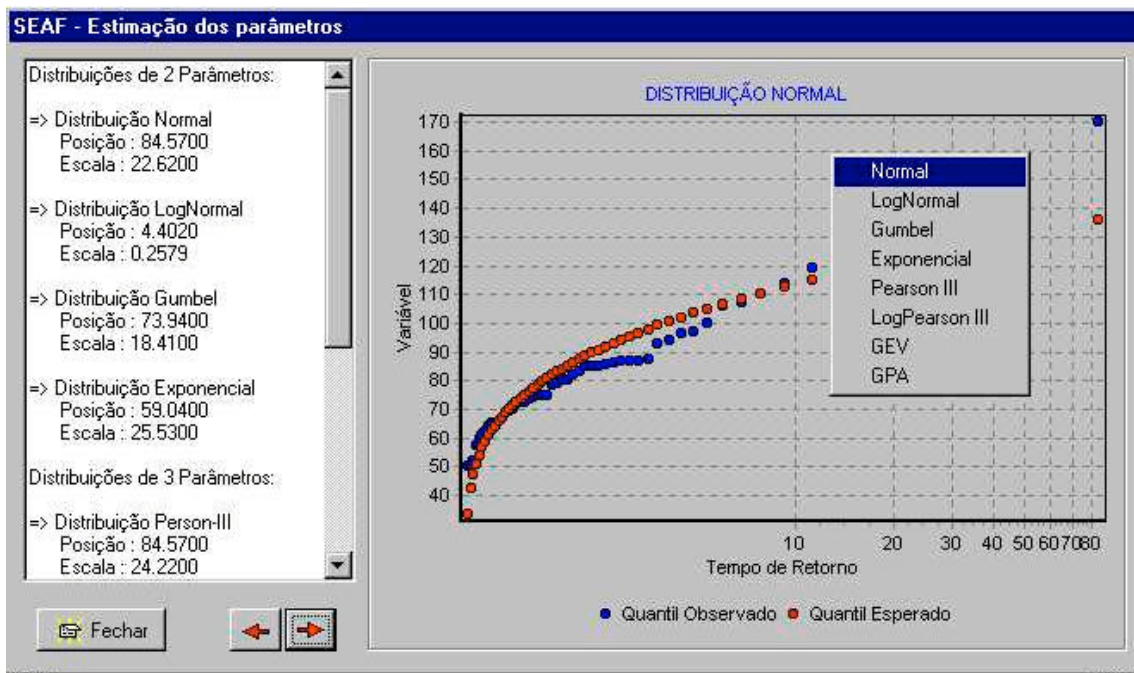 SEAF - Estimação dos parâmetros
Distribuições de 2 Parâmetros:
=> Distribuição Normal
Posição : 84.5700
Escala : 22.6200
=> Distribuição LogNormal
Posição : 4.4020
Escala : 0.2579
=> Distribuição Gumbel
Posição : 73.9400
Escala : 18.4100
=> Distribuição Exponencial
Posição : 59.0400
Escala : 25.5300
Distribuições de 3 Parâmetros:
=> Distribuição Person-III
Posição : 84.5700
Escala : 24.2200
Fechar
DISTRIBUIÇÃO NORMAL
Variável
170
160
150
140
130
120
110
100
90
80
70
60
50
40
Normal
LogNormal
Gumbel
Exponencial
Pearson III
LogPearson III
GEV
GPA
10 20 30 40 50 60 70 80
Tempo de Retorno
Quantil Observado Quantil Esperado